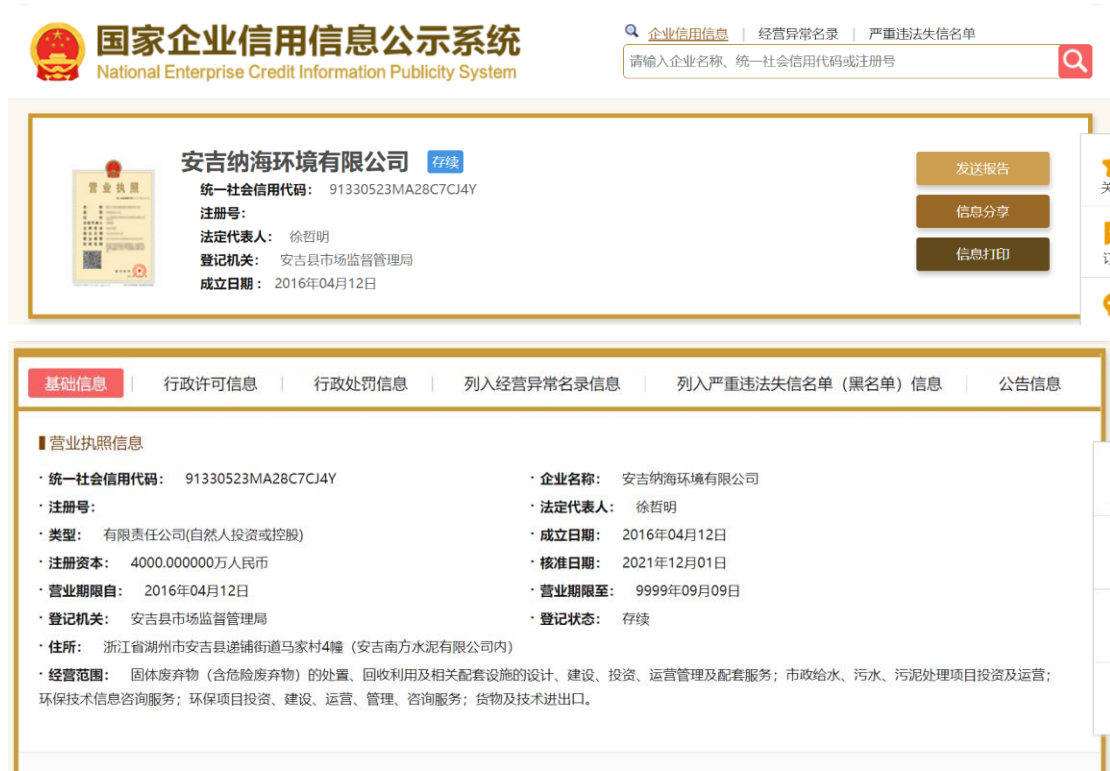 国家企业信用信息公示系统
National Enterprise Credit Information Publicity System
企业信用信息 | 经营异常名录 | 严重违法失信名单
请输入企业名称、统一社会信用代码或注册号
安吉纳海环境有限公司 存续
统一社会信用代码： 91330523MA28C7CJ4Y
注册号：
法定代表人： 徐哲明
登记机关： 安吉县市场监督管理局
成立日期： 2016年04月12日
营业执照
发送报告
信息分享
信息打印
基础信息 | 行政许可信息 | 行政处罚信息 | 列入经营异常名录信息 | 列入严重违法失信名单（黑名单）信息 | 公告信息
营业执照信息
· 统一社会信用代码： 91330523MA28C7CJ4Y · 企业名称： 安吉纳海环境有限公司
· 注册号： · 法定代表人： 徐哲明
· 类型： 有限责任公司(自然人投资或控股) · 成立日期： 2016年04月12日
· 注册资本： 4000.000000万人民币 · 核准日期： 2021年12月01日
· 营业期限自： 2016年04月12日 · 营业期限至： 9999年09月09日
· 登记机关： 安吉县市场监督管理局 · 登记状态： 存续
· 住所： 浙江省湖州市安吉县递铺街道马家村4幢（安吉南方水泥有限公司内）
· 经营范围： 固体废弃物（含危险废弃物）的处置、回收利用及相关配套设施的设计、建设、投资、运营管理及配套服务；市政给水、污水、污泥处理项目投资及运营；
环保技术信息咨询服务；环保项目投资、建设、运营、管理、咨询服务；货物及技术进出口。